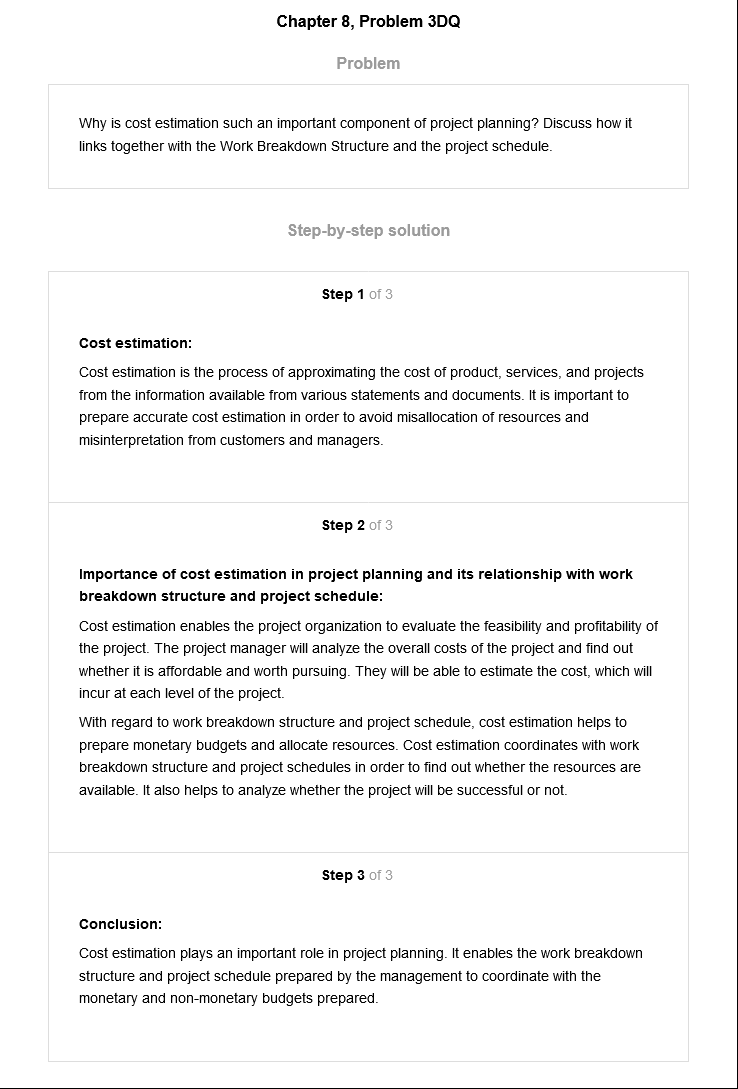 Chapter 8, Problem 3DQ
Problem
Why is cost estimation such an important component of project planning? Discuss how it
links together with the Work Breakdown Structure and the project schedule.
Step-by-step solution
Step 1 of 3
Cost estimation:
Cost estimation is the process of approximating the cost of product, services, and projects
from the information available from various statements and documents. It is important to
prepare accurate cost estimation in order to avoid misallocation of resources and
misinterpretation from customers and managers.
Step 2 of 3
Importance of cost estimation in project planning and its relationship with work
breakdown structure and project schedule:
Cost estimation enables the project organization to evaluate the feasibility and profitability of
the project. The project manager will analyze the overall costs of the project and find out
whether it is affordable and worth pursuing. They will be able to estimate the cost, which will
incur at each level of the project.
With regard to work breakdown structure and project schedule, cost estimation helps to
prepare monetary budgets and allocate resources. Cost estimation coordinates with work
breakdown structure and project schedules in order to find out whether the resources are
available. It also helps to analyze whether the project will be successful or not.
Step 3 of 3
Conclusion:
Cost estimation plays an important role in project planning. It enables the work breakdown
structure and project schedule prepared by the management to coordinate with the
monetary and non-monetary budgets prepared.